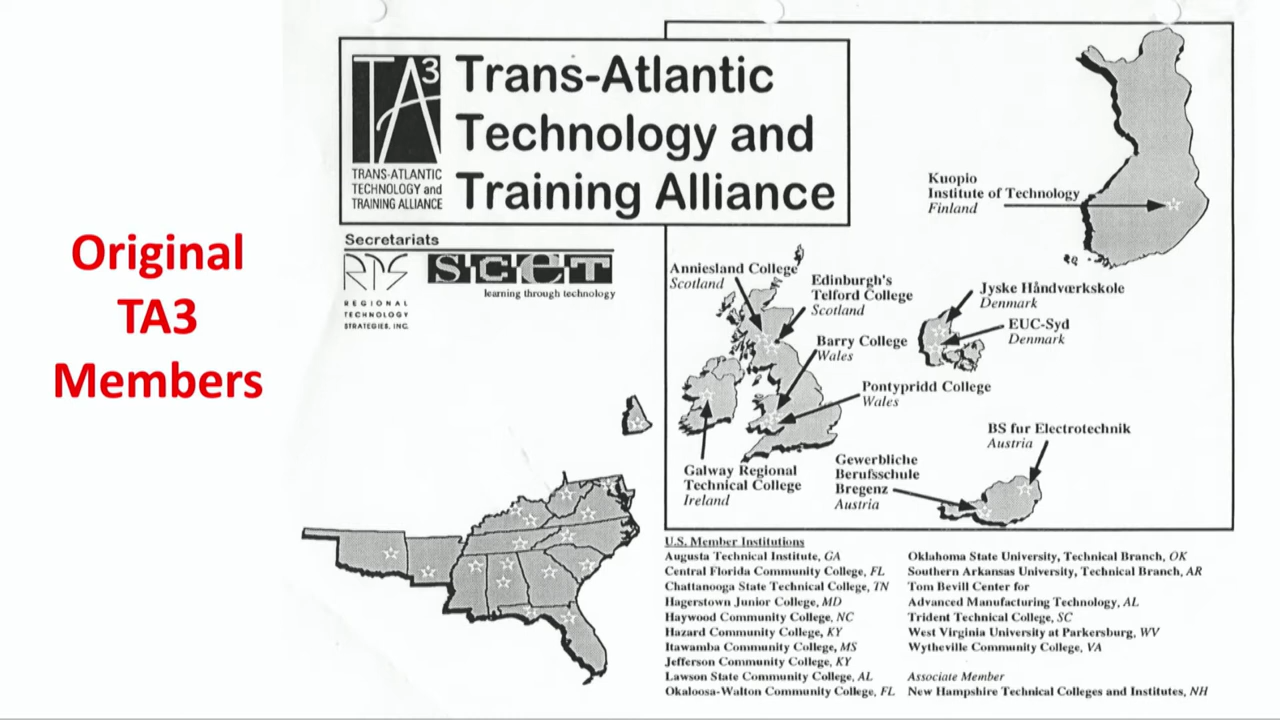 Original
TA3
Members
TA3
TRANS-ATLANTIC
TECHNOLOGY and
TRAINING ALLIANCE
Trans-Atlantic
Technology and
Training Alliance
Secretariats
RTS
REGIONAL
TECHNOLOGY
STRATEGIES, INC.
SCET
learning through technology
Kuopio
Institute of Technology
Finland
Anniesland College
Scotland
Edinburgh's
Telford College
Scotland
Jyske Håndværkskole
Denmark
EUC-Syd
Denmark
Barry College
Wales
Pontypridd College
Wales
BS fur Electrotechnik
Austria
Galway Regional
Technical College
Ireland
Gewerbliche
Berufsschule
Bregenz
Austria
U.S. Member Institutions
Augusta Technical Institute, GA
Central Florida Community College, FL
Chattanooga State Technical College, TN
Hagerstown Junior College, MD
Haywood Community College, NC
Hazard Community College, KY
Itawamba Community College, MS
Jefferson Community College, KY
Lawson State Community College, AL
Okaloosa-Walton Community College, FL
Oklahoma State University, Technical Branch, OK
Southern Arkansas University, Technical Branch, AR
Tom Bevill Center for
Advanced Manufacturing Technology, AL
Trident Technical College, SC
West Virginia University at Parkersburg, WV
Wytheville Community College, VA
Associate Member
New Hampshire Technical Colleges and Institutes, NH